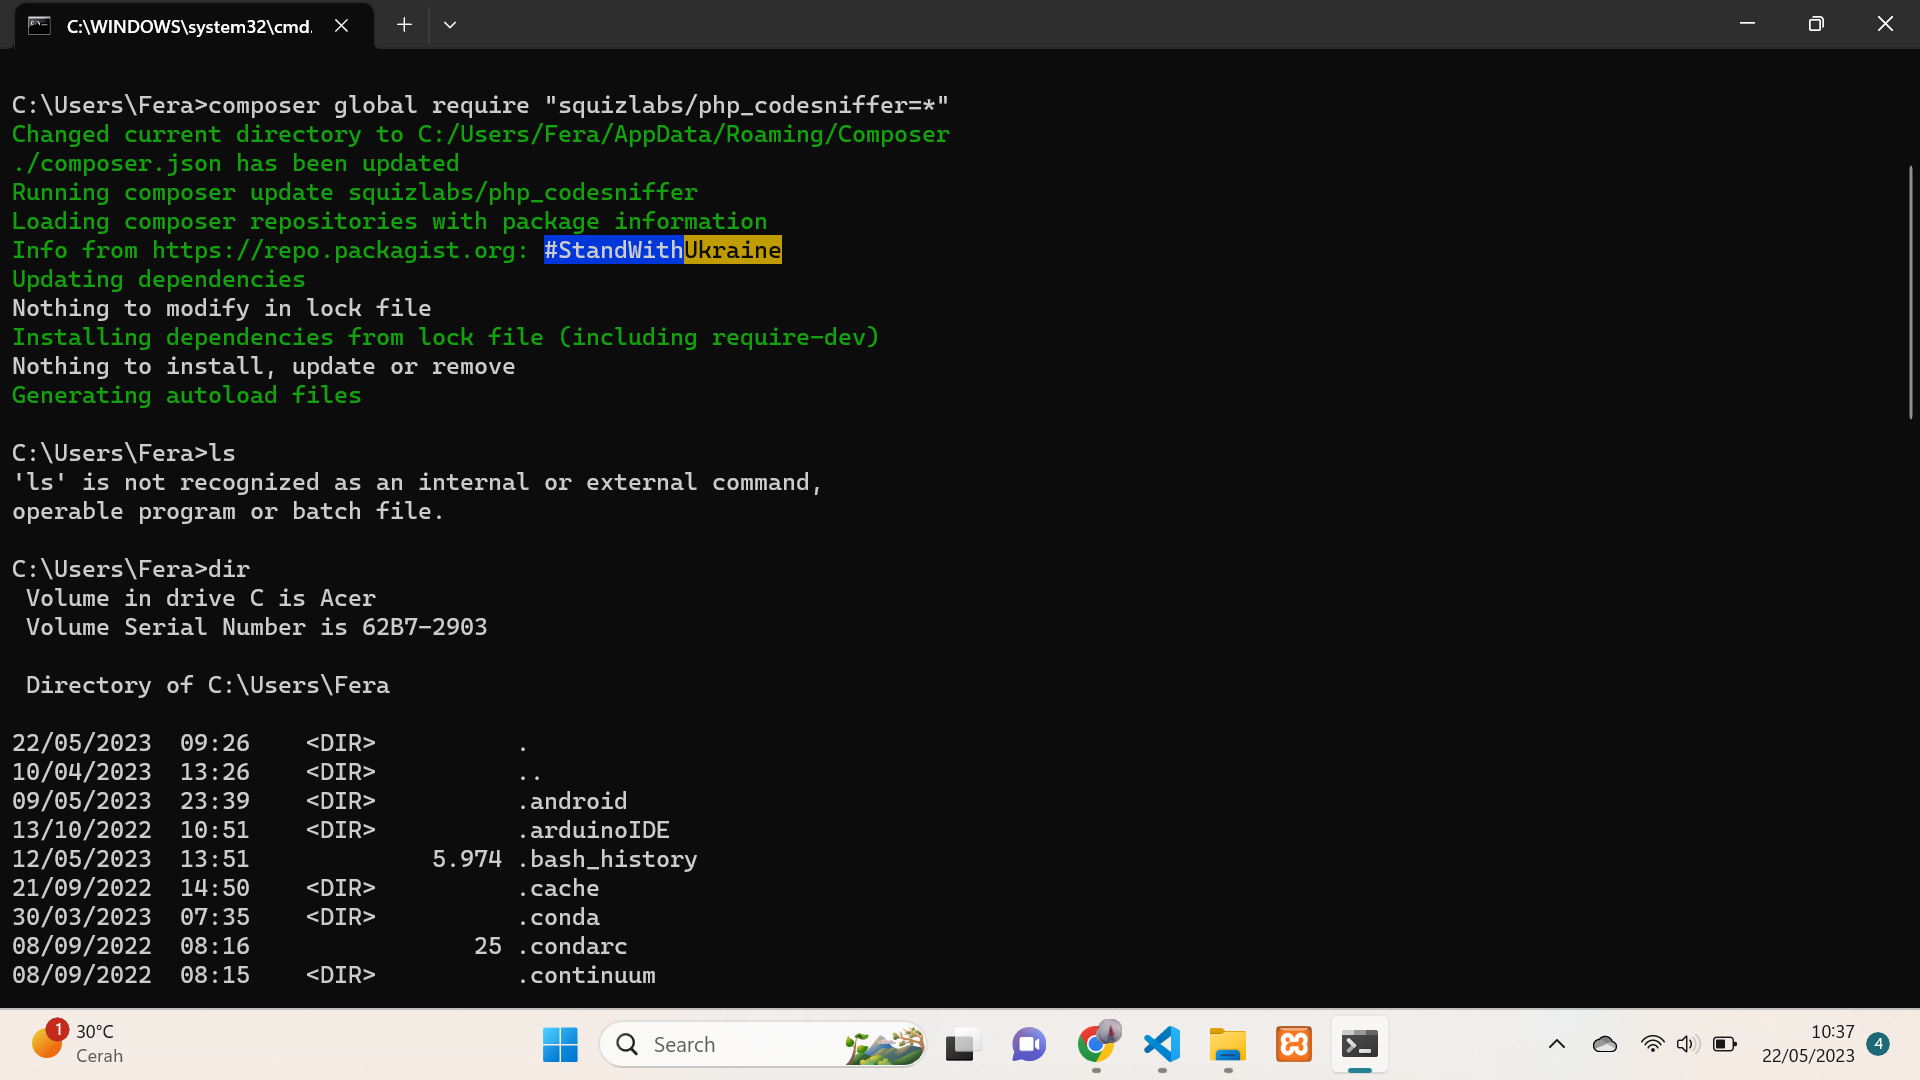 C:\WINDOWS\system32\cmd.
C:\Users\Fera>composer global require "squizlabs/php_codesniffer=*"
Changed current directory to C:/Users/Fera/AppData/Roaming/Composer
./composer.json has been updated
Running composer update squizlabs/php_codesniffer
Loading composer repositories with package information
Info from https://repo.packagist.org: #StandWithUkraine
Updating dependencies
Nothing to modify in lock file
Installing dependencies from lock file (including require-dev)
Nothing to install, update or remove
Generating autoload files
C:\Users\Fera>ls
'ls' is not recognized as an internal or external command,
operable program or batch file.
C:\Users\Fera>dir
Volume in drive C is Acer
Volume Serial Number is 62B7-2903
Directory of C:\Users\Fera
22/05/2023 09:26 <DIR> .
10/04/2023 13:26 <DIR> ..
09/05/2023 23:39 <DIR> .android
13/10/2022 10:51 <DIR> .arduinoIDE
12/05/2023 13:51 5.974 .bash_history
21/09/2022 14:50 <DIR> .cache
30/03/2023 07:35 <DIR> .conda
08/09/2022 08:16 25 .condarc
08/09/2022 08:15 <DIR> .continuum
1
30°C
Cerah
Search
10:37
22/05/2023
4